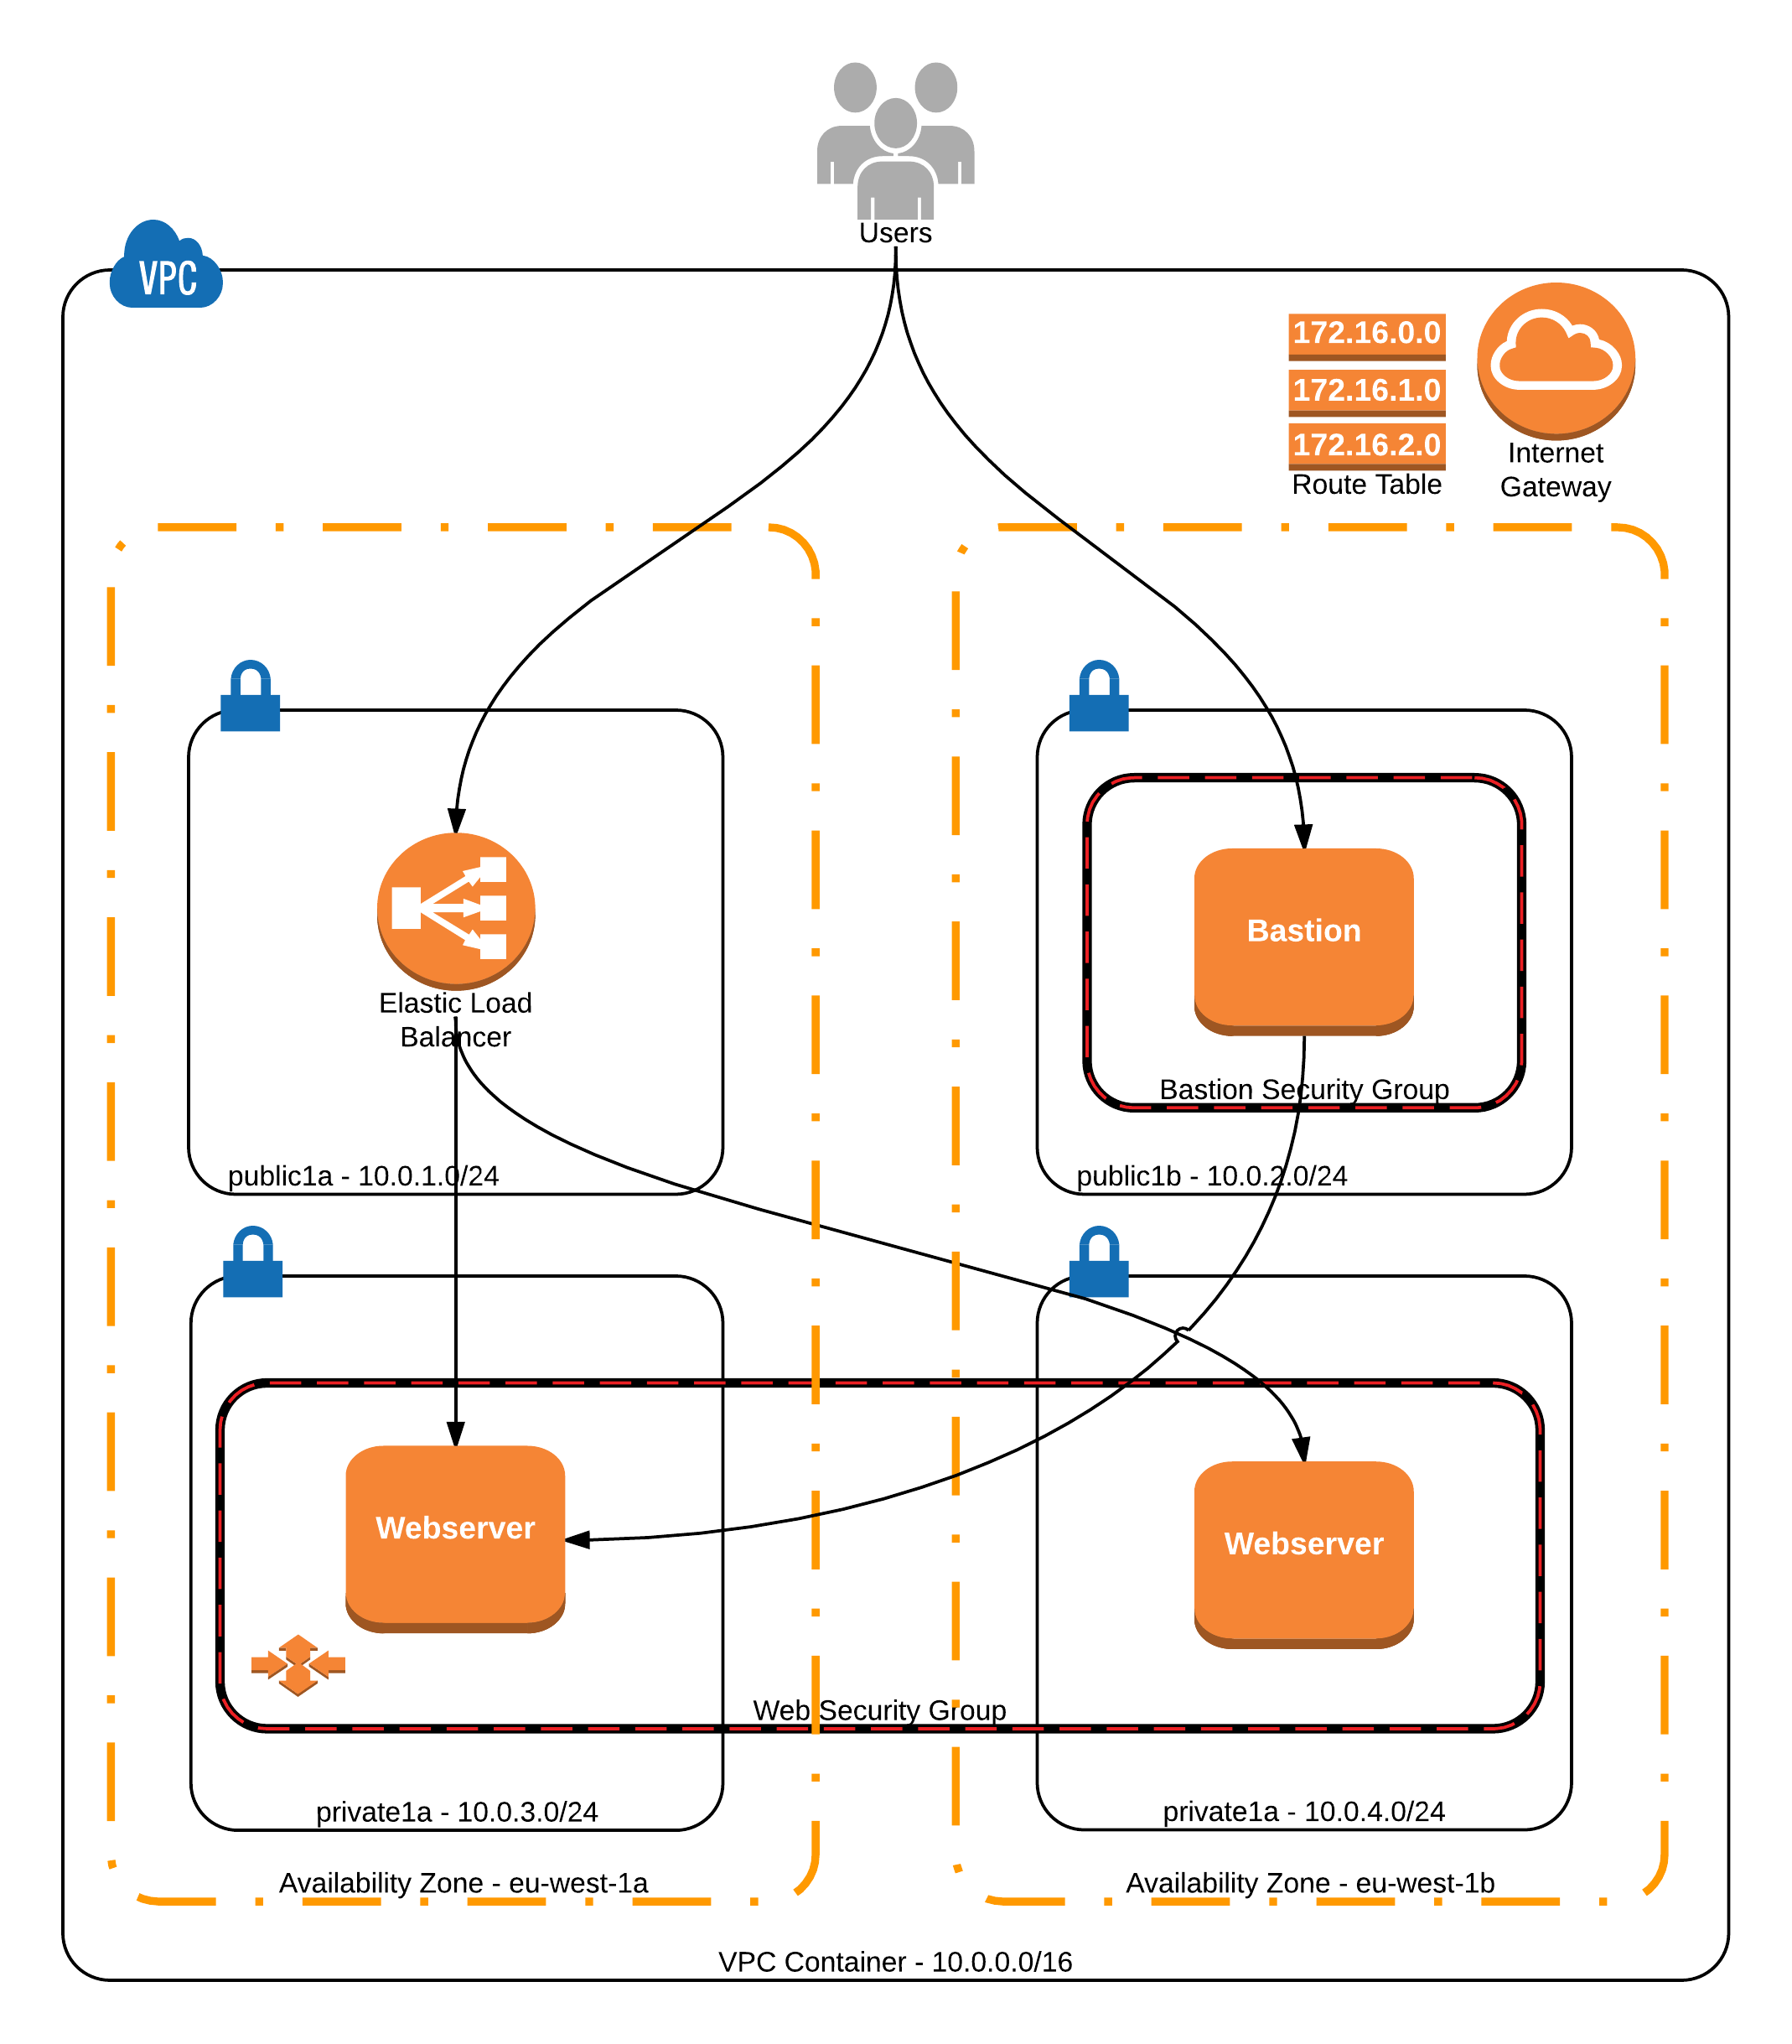 Users
VPC
172.16.0.0
172.16.1.0
172.16.2.0
Route Table
Internet
Gateway
Elastic Load
Balancer
public1a - 10.0.1.0/24
Bastion
Bastion Security Group
public1b - 10.0.2.0/24
Webserver
Webserver
Web Security Group
private1a - 10.0.3.0/24
private1a - 10.0.4.0/24
Availability Zone - eu-west-1a
Availability Zone - eu-west-1b
VPC Container - 10.0.0.0/16